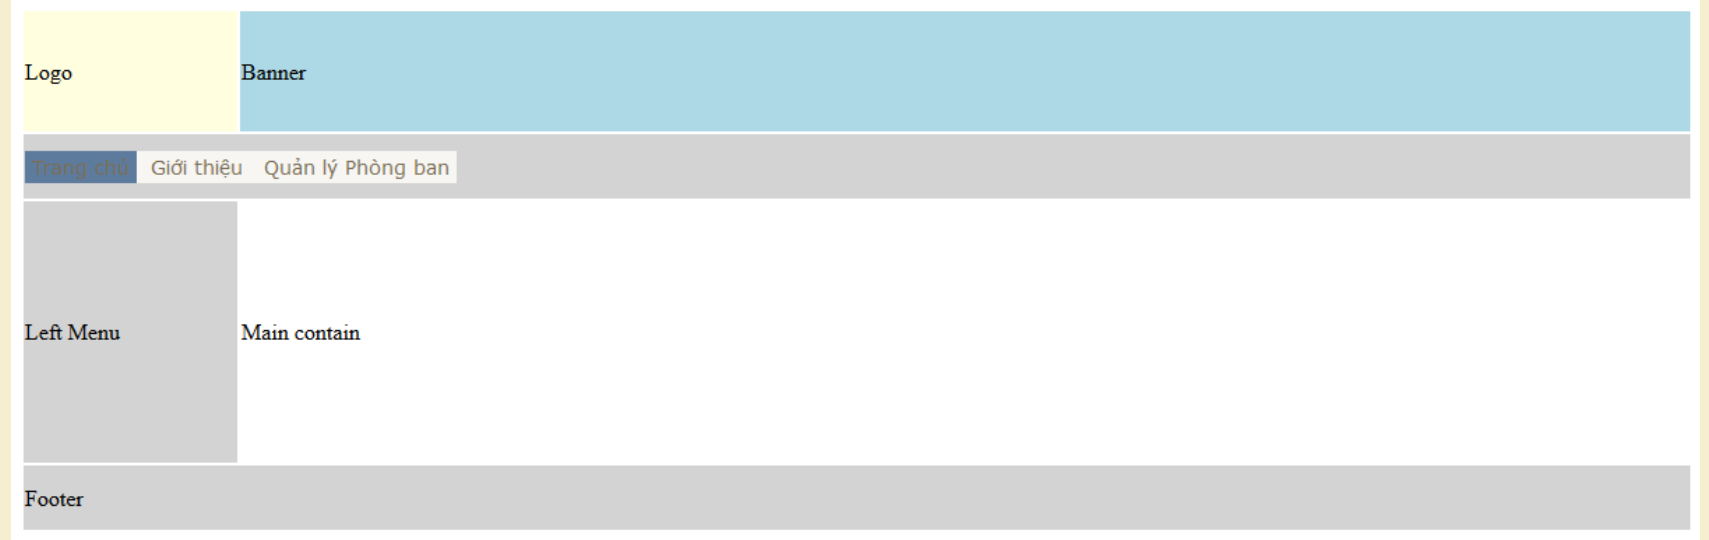 Logo
Banner
Trang chủ Giới thiệu Quản lý Phòng ban
Left Menu
Main contain
Footer